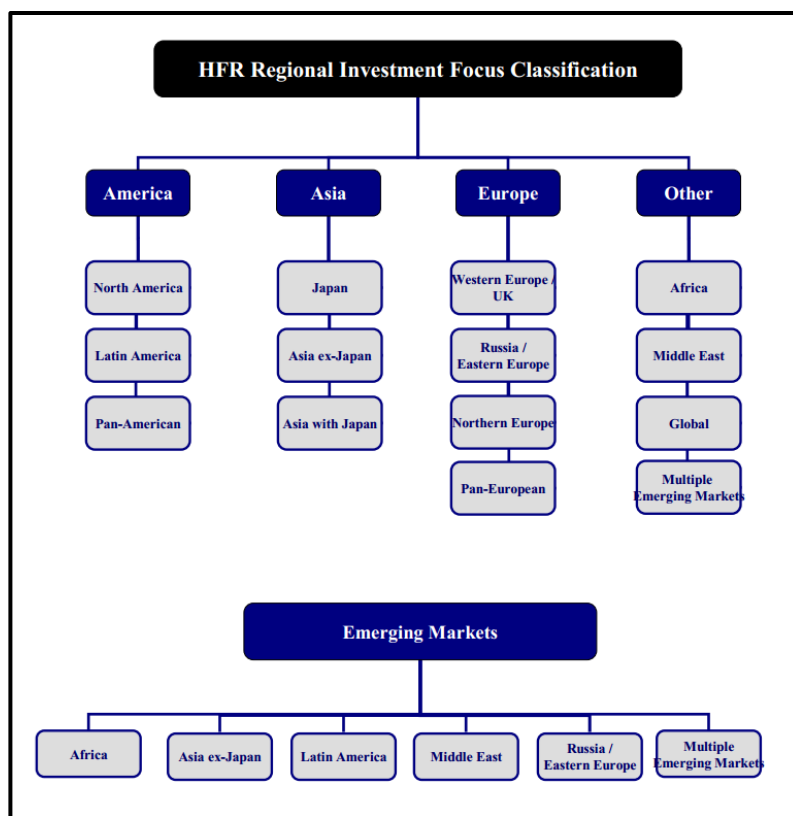 HFR Regional Investment Focus Classification
America
Asia
Europe
Other
North America
Japan
Western Europe /
UK
Africa
Latin America
Asia ex-Japan
Russia /
Eastern Europe
Middle East
Pan-American
Asia with Japan
Northern Europe
Global
Pan-European
Multiple
Emerging Markets
Emerging Markets
Africa
Asia ex-Japan
Latin America
Middle East
Russia /
Eastern Europe
Multiple
Emerging Markets